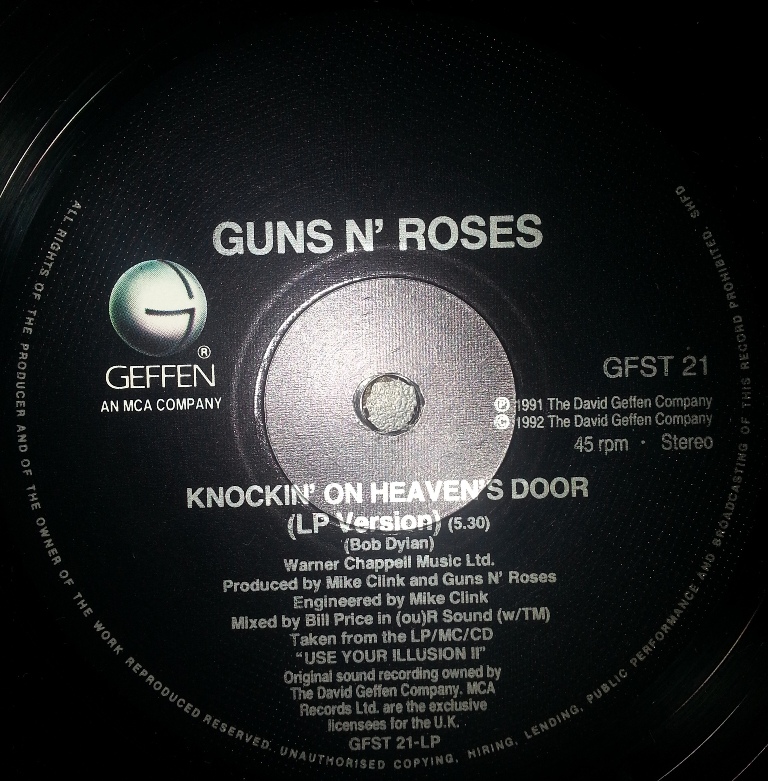 GUNS N' ROSES
GEFFEN ®
AN MCA COMPANY
GFST 21
Ⓟ 1991 The David Geffen Company
© 1992 The David Geffen Company
45 rpm · Stereo
KNOCKIN' ON HEAVEN'S DOOR
(LP Version) (5.30)
(Bob Dylan)
Warner Chappell Music Ltd.
Produced by Mike Clink and Guns N' Roses
Engineered by Mike Clink
Mixed by Bill Price in (ou)R Sound (w/TM)
Taken from the LP/MC/CD
"USE YOUR ILLUSION II"
Original sound recording owned by
The David Geffen Company. MCA
Records Ltd. are the exclusive
licensees for the U.K.
GFST 21-LP
ALL RIGHTS OF THE PRODUCER AND OF THE OWNER OF THE WORK REPRODUCED RESERVED. UNAUTHORISED COPYING, HIRING, LENDING, PUBLIC PERFORMANCE AND BROADCASTING OF THIS RECORD PROHIBITED. SMFD